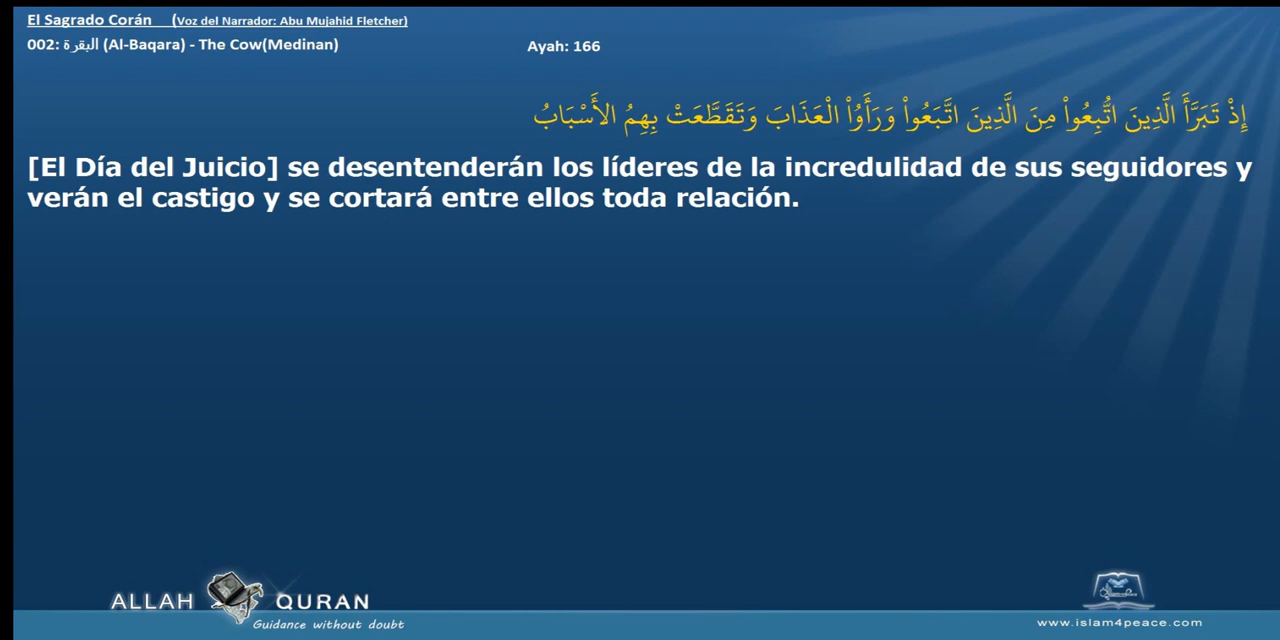 El Sagrado Corán (Voz del Narrador: Abu Mujahid Fletcher)
002: البقرة (Al-Baqara) - The Cow(Medinan) Ayah: 166
إِذْ تَبَرَّأَ الَّذِينَ اتُّبِعُواْ مِنَ الَّذِينَ اتَّبَعُواْ وَرَأَوُاْ الْعَذَابَ وَتَقَطَّعَتْ بِهِمُ الأَسْبَابُ
[El Día del Juicio] se desentenderán los líderes de la incredulidad de sus seguidores y
verán el castigo y se cortará entre ellos toda relación.
ALLAH QURAN
Guidance without doubt
www.islam4peace.com